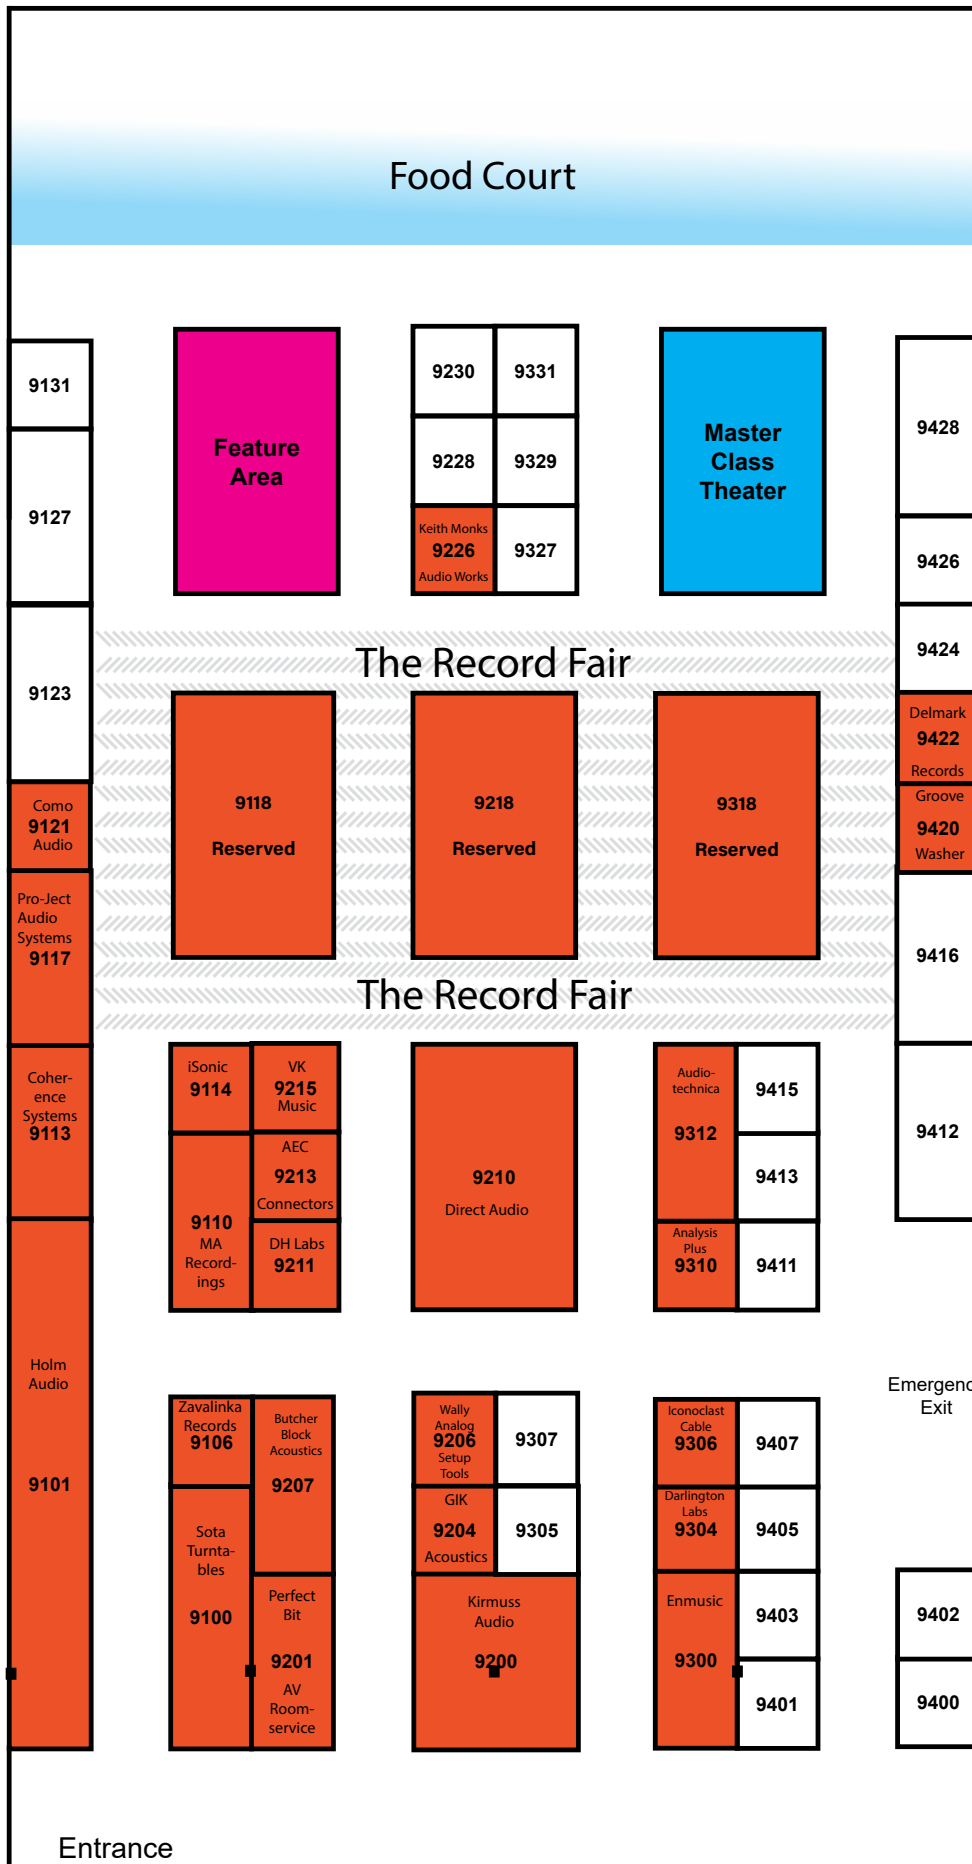 Food Court
9131
9127
9123
Como
9121
Audio
Pro-Ject
Audio
Systems
9117
Coher-
ence
Systems
9113
Holm
Audio
9101
Feature
Area
9230
9331
9228
9329
Keith Monks
9226
Audio Works
9327
Master
Class
Theater
9428
9426
9424
Delmark
9422
Records
Groove
9420
Washer
9416
9412
The Record Fair
9118
Reserved
9218
Reserved
9318
Reserved
The Record Fair
iSonic
9114
VK
9215
Music
AEC
9213
Connectors
9110
MA
Record-
ings
DH Labs
9211
9210
Direct Audio
Audio-
technica
9312
9415
9413
Analysis
Plus
9310
9411
Emergenc
Exit
Zavalinka
Records
9106
Butcher
Block
Acoustics
9207
Sota
Turnta-
bles
9100
Perfect
Bit
9201
AV
Room-
service
Wally
Analog
9206
Setup
Tools
9307
GIK
9204
Acoustics
9305
Kirmuss
Audio
9200
Iconoclast
Cable
9306
9407
Darlington
Labs
9304
9405
Enmusic
9300
9403
9401
9402
9400
Entrance